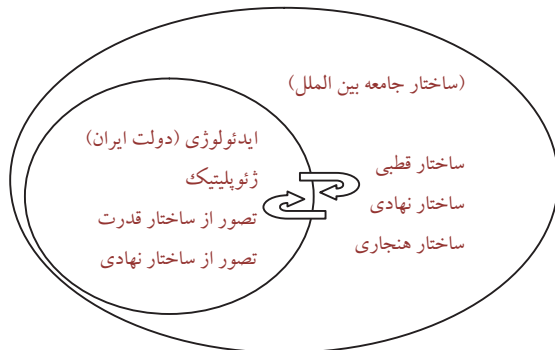 (ساختار جامعه بین الملل)
ساختار قطبی
ساختار نهادی
ساختار هنجاری
ایدئولوژی (دولت ایران)
ژئوپلیتیک
تصور از ساختار قدرت
تصور از ساختار نهادی